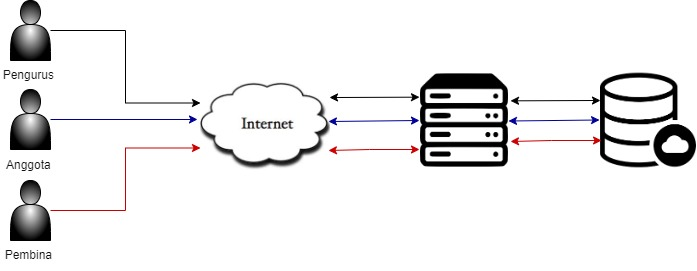 Pengurus
Anggota
Pembina
Internet